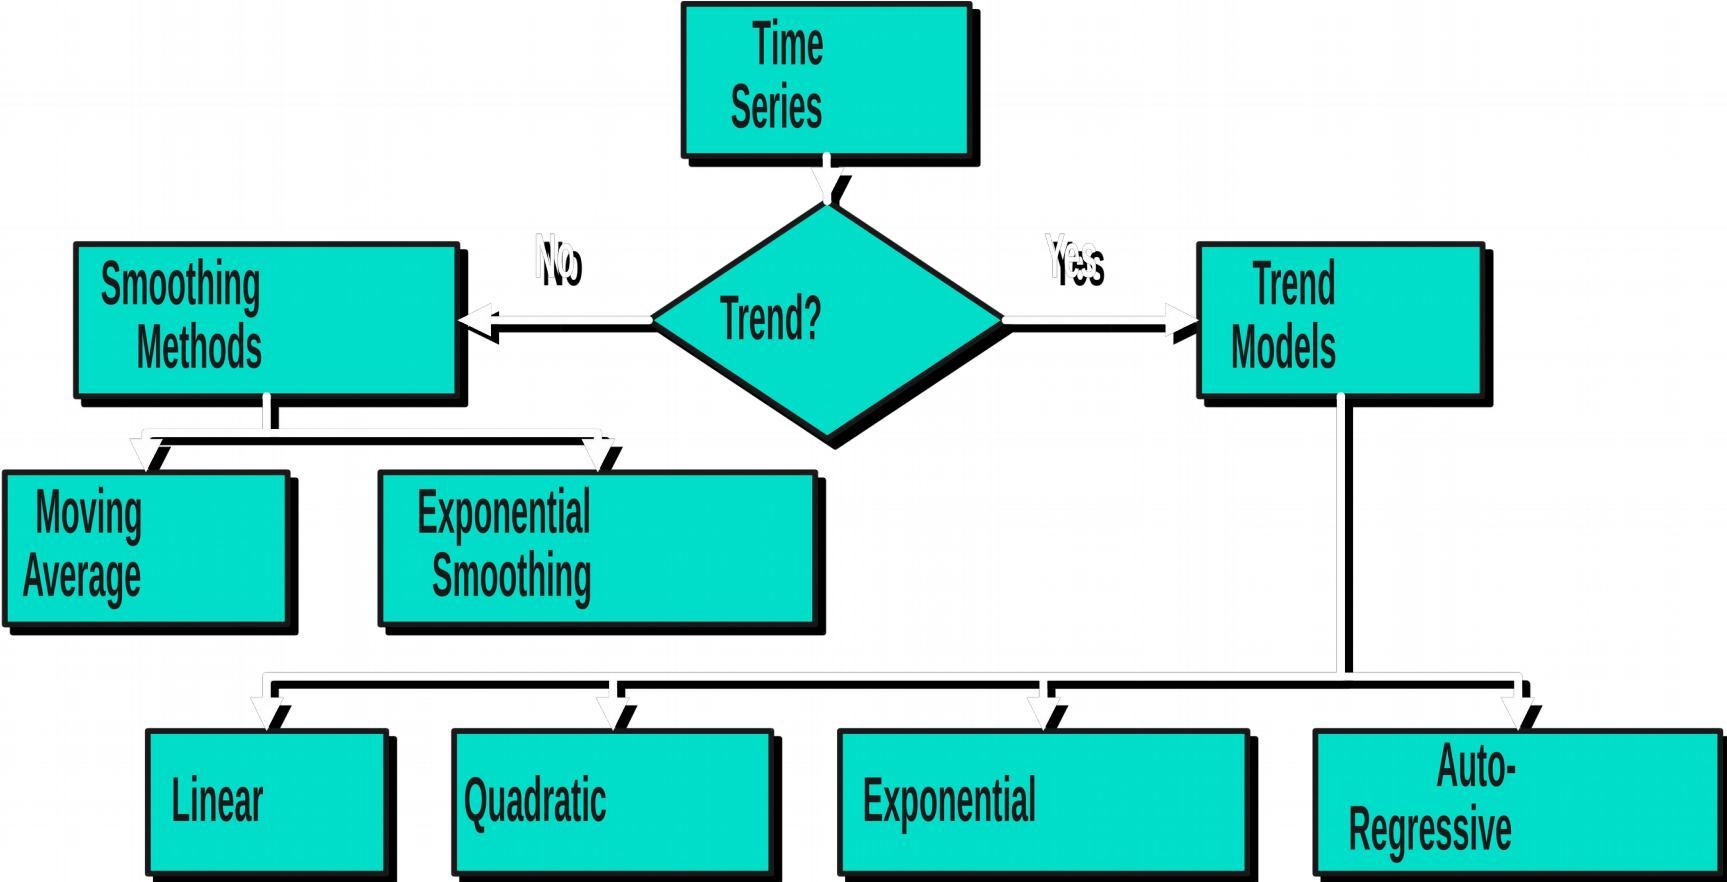 Time
Series
No
Yes
Smoothing
Methods
Trend?
Trend
Models
Moving
Average
Exponential
Smoothing
Linear
Quadratic
Exponential
Auto-
Regressive